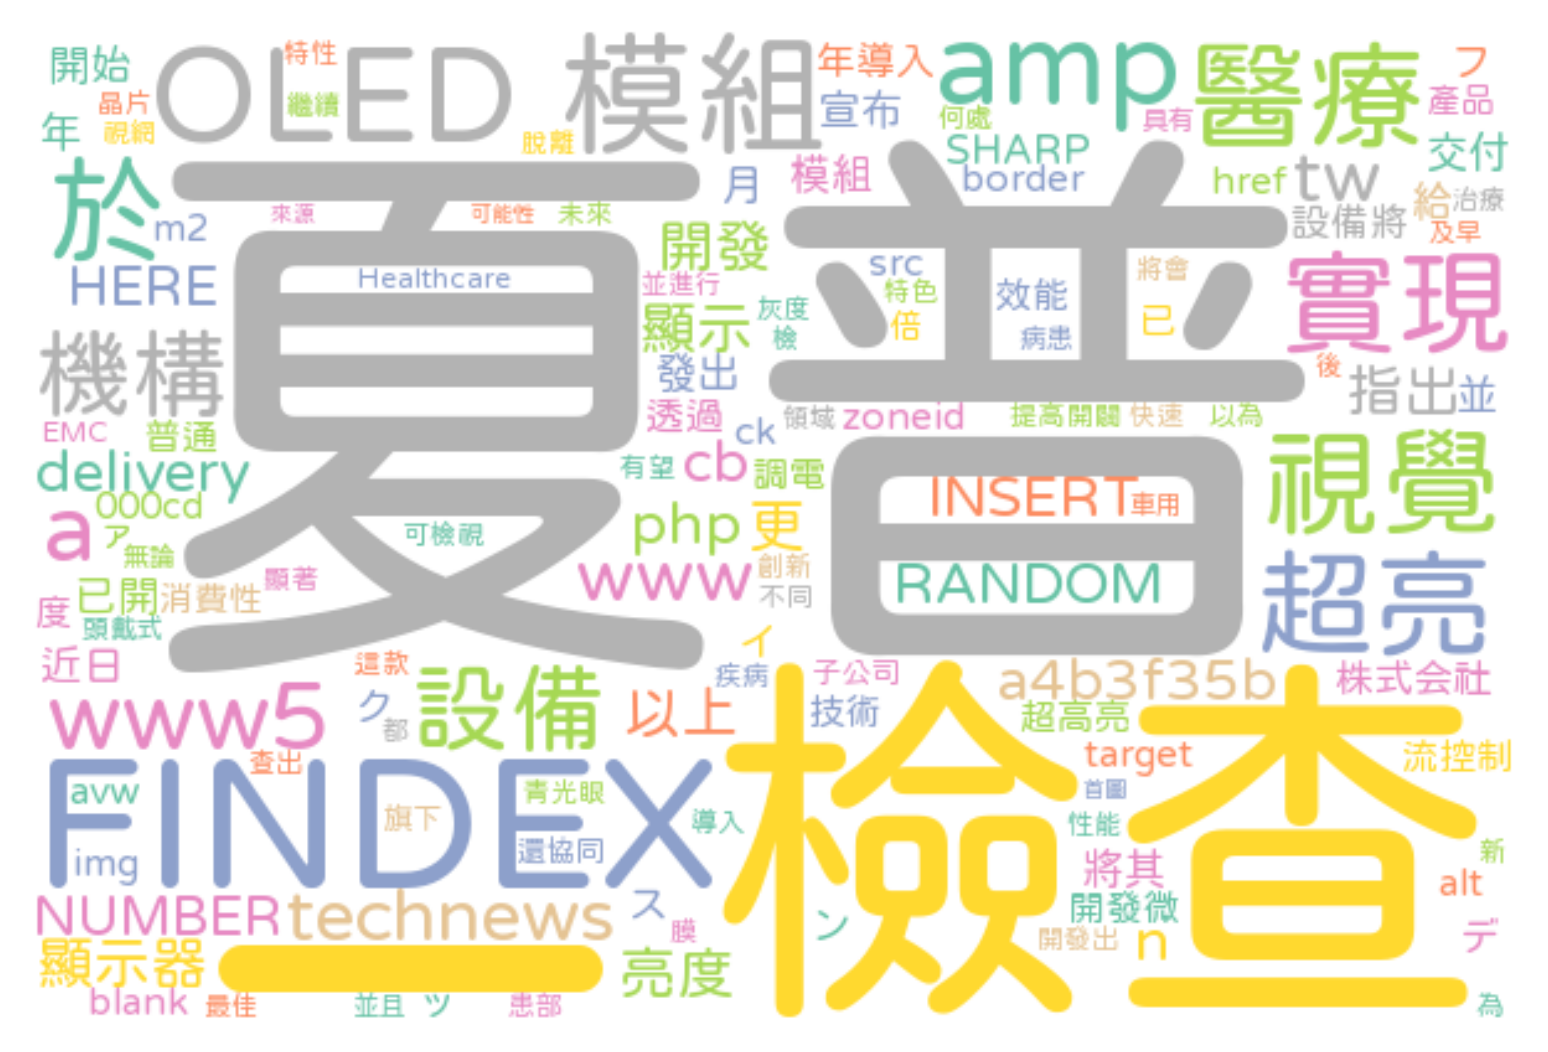 開始
特性
OLED 模組
年導入
amp
醫療
フ
晶片
繼續
宣布
產品
年
視網
脫離
何處
具有
於
SHARP
交付
月
模組
border
href
tw
給
治療
m2
來源
可能性
未來
設備將
及早
夏普
開發
HERE
Healthcare
並進行
src
將會
實現
特色
效能
灰度
顯示
倍
已
檢
病患
機構
發出
後
指出
並
透過
領域
zoneid
提高開關
快速
以為
EMC
普通
ck
視覺
delivery
有望
cb
調電
000cd
INSERT
車用
a
ア
可檢視
php
更
無論
www
創新
RANDOM
超亮
顯著
已開
消費性
不同
度
頭戴式
イ
近日
這款
疾病
子公司
a4b3f35b
株式会社
設備
www5
ク
以上
技術
超高亮
都
查出
target
流控制
FINDEX
avw
青光眼
首圖
旗下
導入
檢查
性能
img
還協同
將其
新
alt
NUMBER
technews
ス
開發微
膜
ン
開發出
n
デ
顯示器
一
亮度
blank
最佳
並且
ツ
患部
為